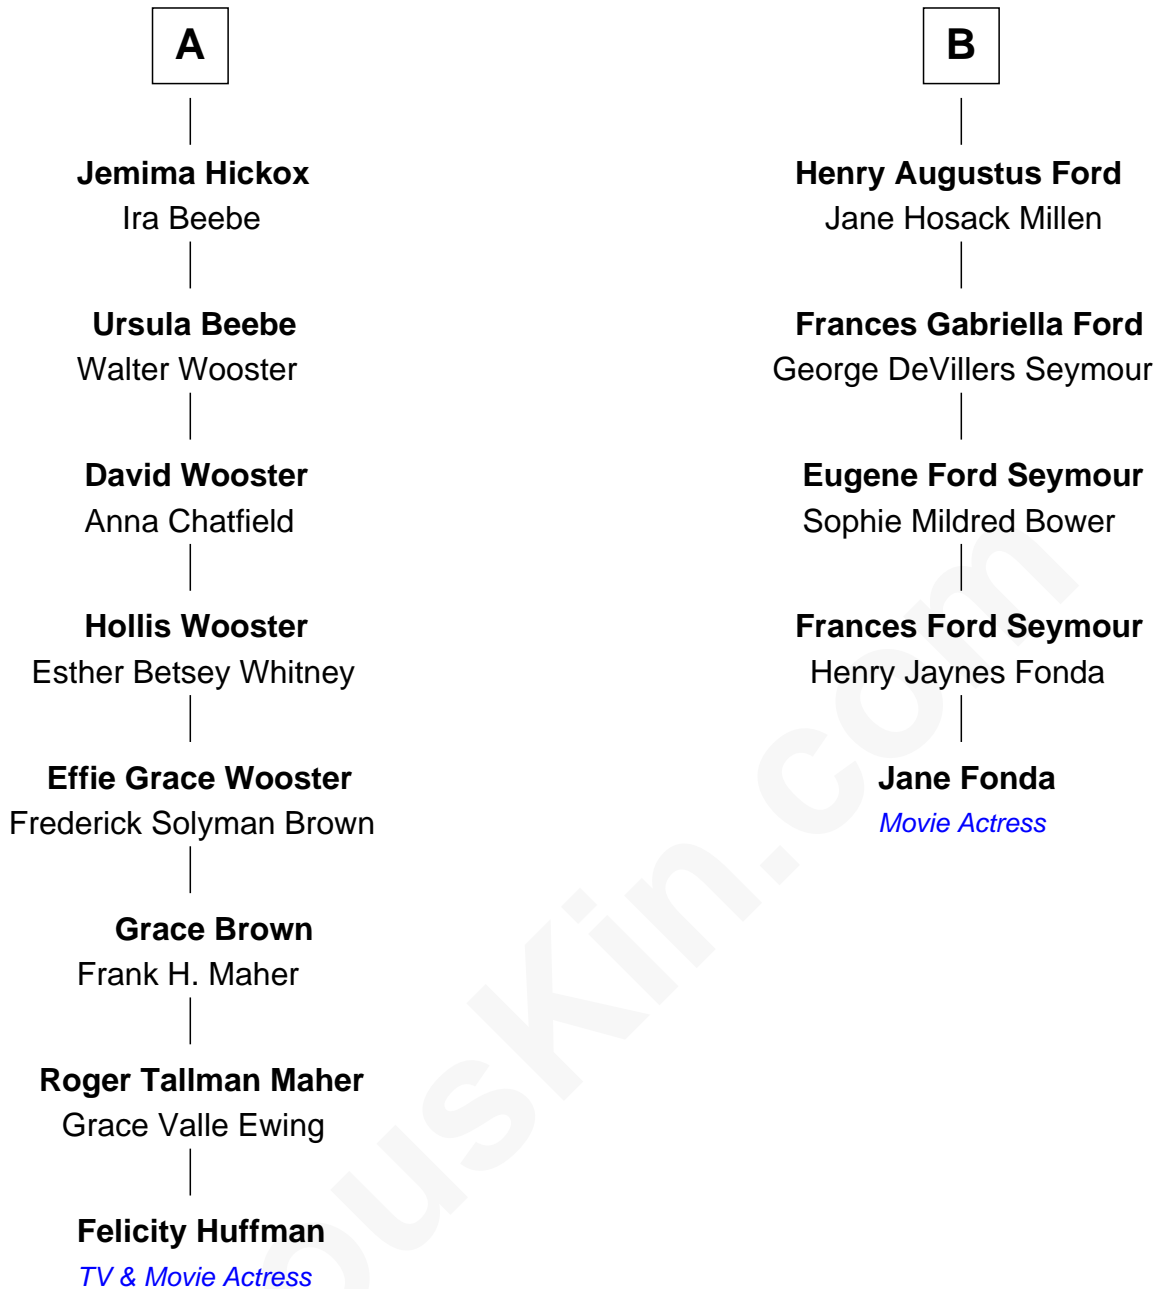 A
Jemima Hickox
Ira Beebe
Ursula Beebe
Walter Wooster
David Wooster
Anna Chatfield
Hollis Wooster
Esther Betsey Whitney
Effie Grace Wooster
Frederick Solyman Brown
Grace Brown
Frank H. Maher
Roger Tallman Maher
Grace Valle Ewing
Felicity Huffman
TV & Movie Actress
B
Henry Augustus Ford
Jane Hosack Millen
Frances Gabriella Ford
George DeVillers Seymour
Eugene Ford Seymour
Sophie Mildred Bower
Frances Ford Seymour
Henry Jaynes Fonda
Jane Fonda
Movie Actress
ousKin.com